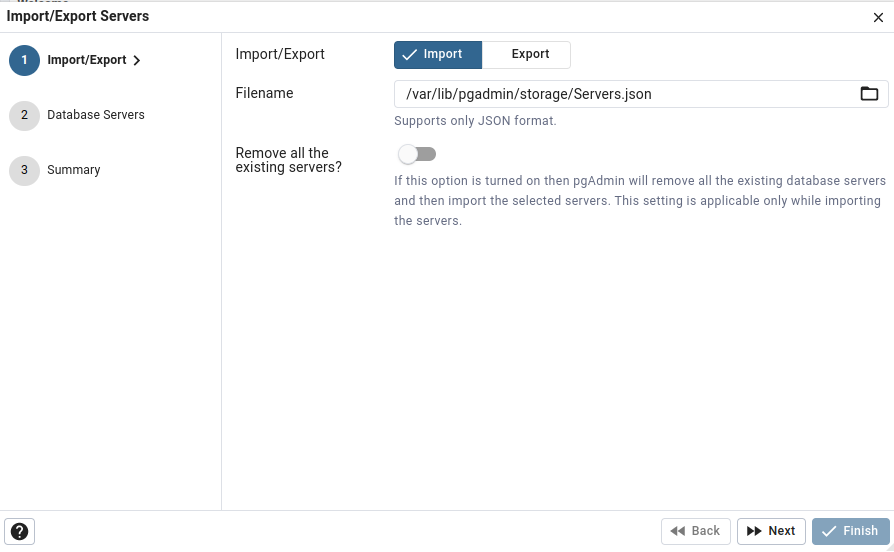 Import/Export Servers
1 Import/Export
2 Database Servers
3 Summary
Import/Export
Import Export
Filename
/var/lib/pgadmin/storage/Servers.json
Supports only JSON format.
Remove all the
existing servers?
If this option is turned on then pgAdmin will remove all the existing database servers
and then import the selected servers. This setting is applicable only while importing
the servers.
Back Next Finish